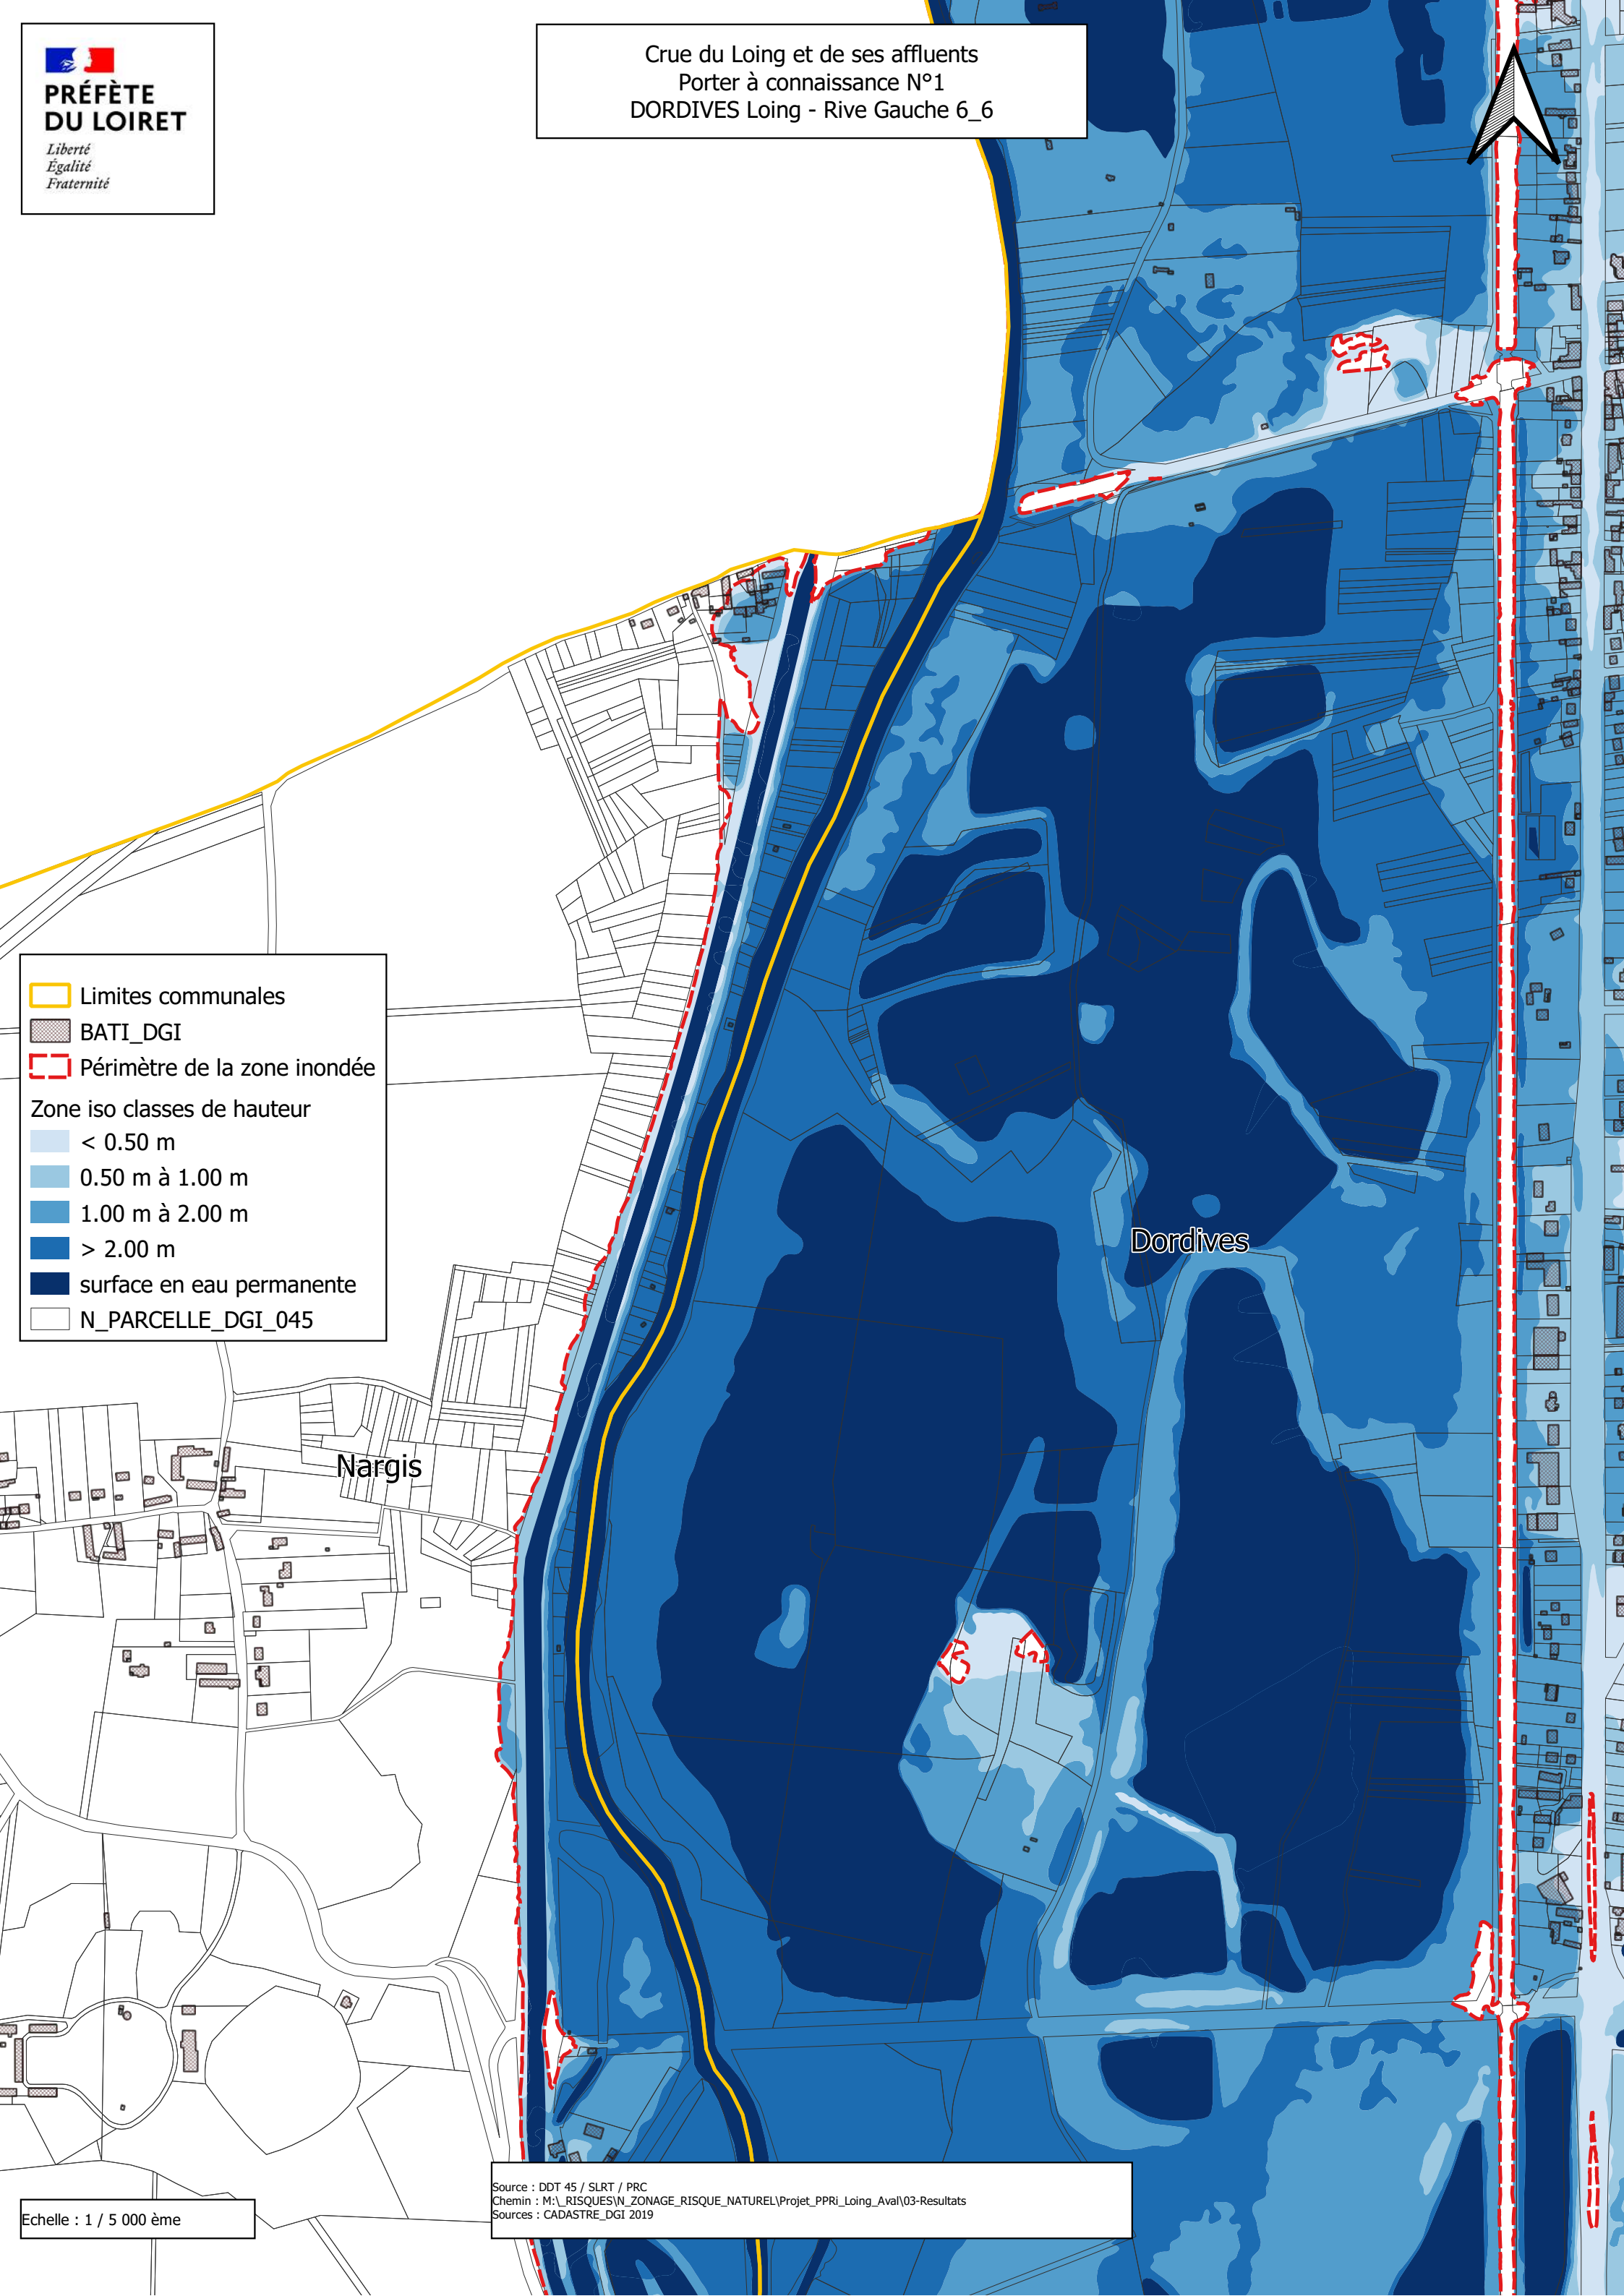 PRÉFÈTE
DU LOIRET
Liberté
Égalité
Fraternité
Crue du Loing et de ses affluents
Porter à connaissance N°1
DORDIVES Loing - Rive Gauche 6_6
Limites communales
BATI_DGI
Périmètre de la zone inondée
Zone iso classes de hauteur
< 0.50 m
0.50 m à 1.00 m
1.00 m à 2.00 m
> 2.00 m
surface en eau permanente
N_PARCELLE_DGI_045
Dordives
Nargis
Source : DDT 45 / SLRT / PRC
Chemin : M:\_RISQUES\N_ZONAGE_RISQUE_NATUREL\Projet_PPRi_Loing_Aval\03-Resultats
Sources : CADASTRE_DGI 2019
Echelle : 1 / 5 000 ème